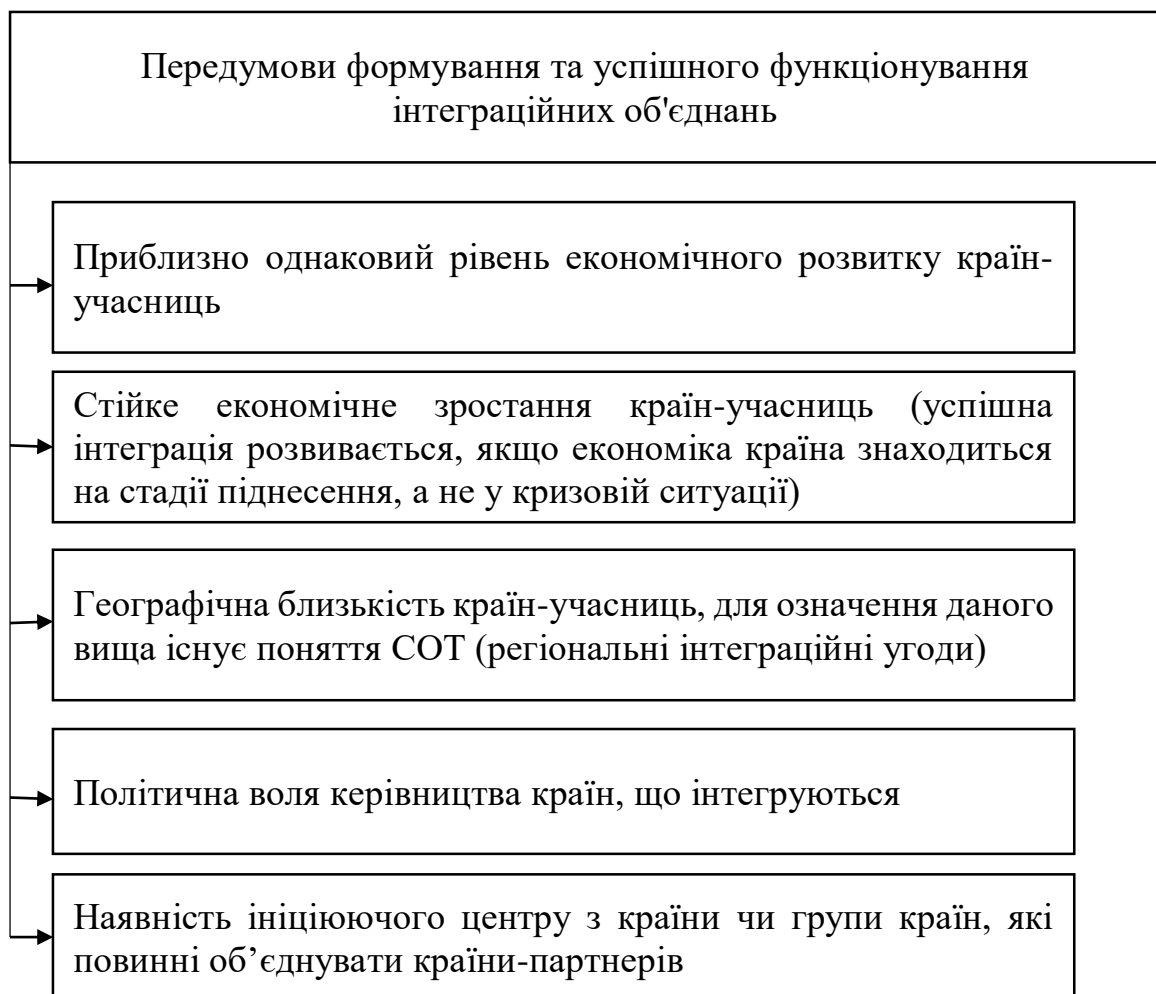 Передумови формування та успішного функціонування
інтеграційних об'єднань
Приблизно однаковий рівень економічного розвитку країн-
учасниць
Стійке економічне зростання країн-учасниць (успішна
інтеграція розвивається, якщо економіка країна знаходиться
на стадії піднесення, а не у кризовій ситуації)
Географічна близькість країн-учасниць, для означення даного
вища існує поняття СОТ (регіональні інтеграційні угоди)
Політична воля керівництва країн, що інтегруються
Наявність ініціюючого центру з країни чи групи країн, які
повинні об’єднувати країни-партнерів